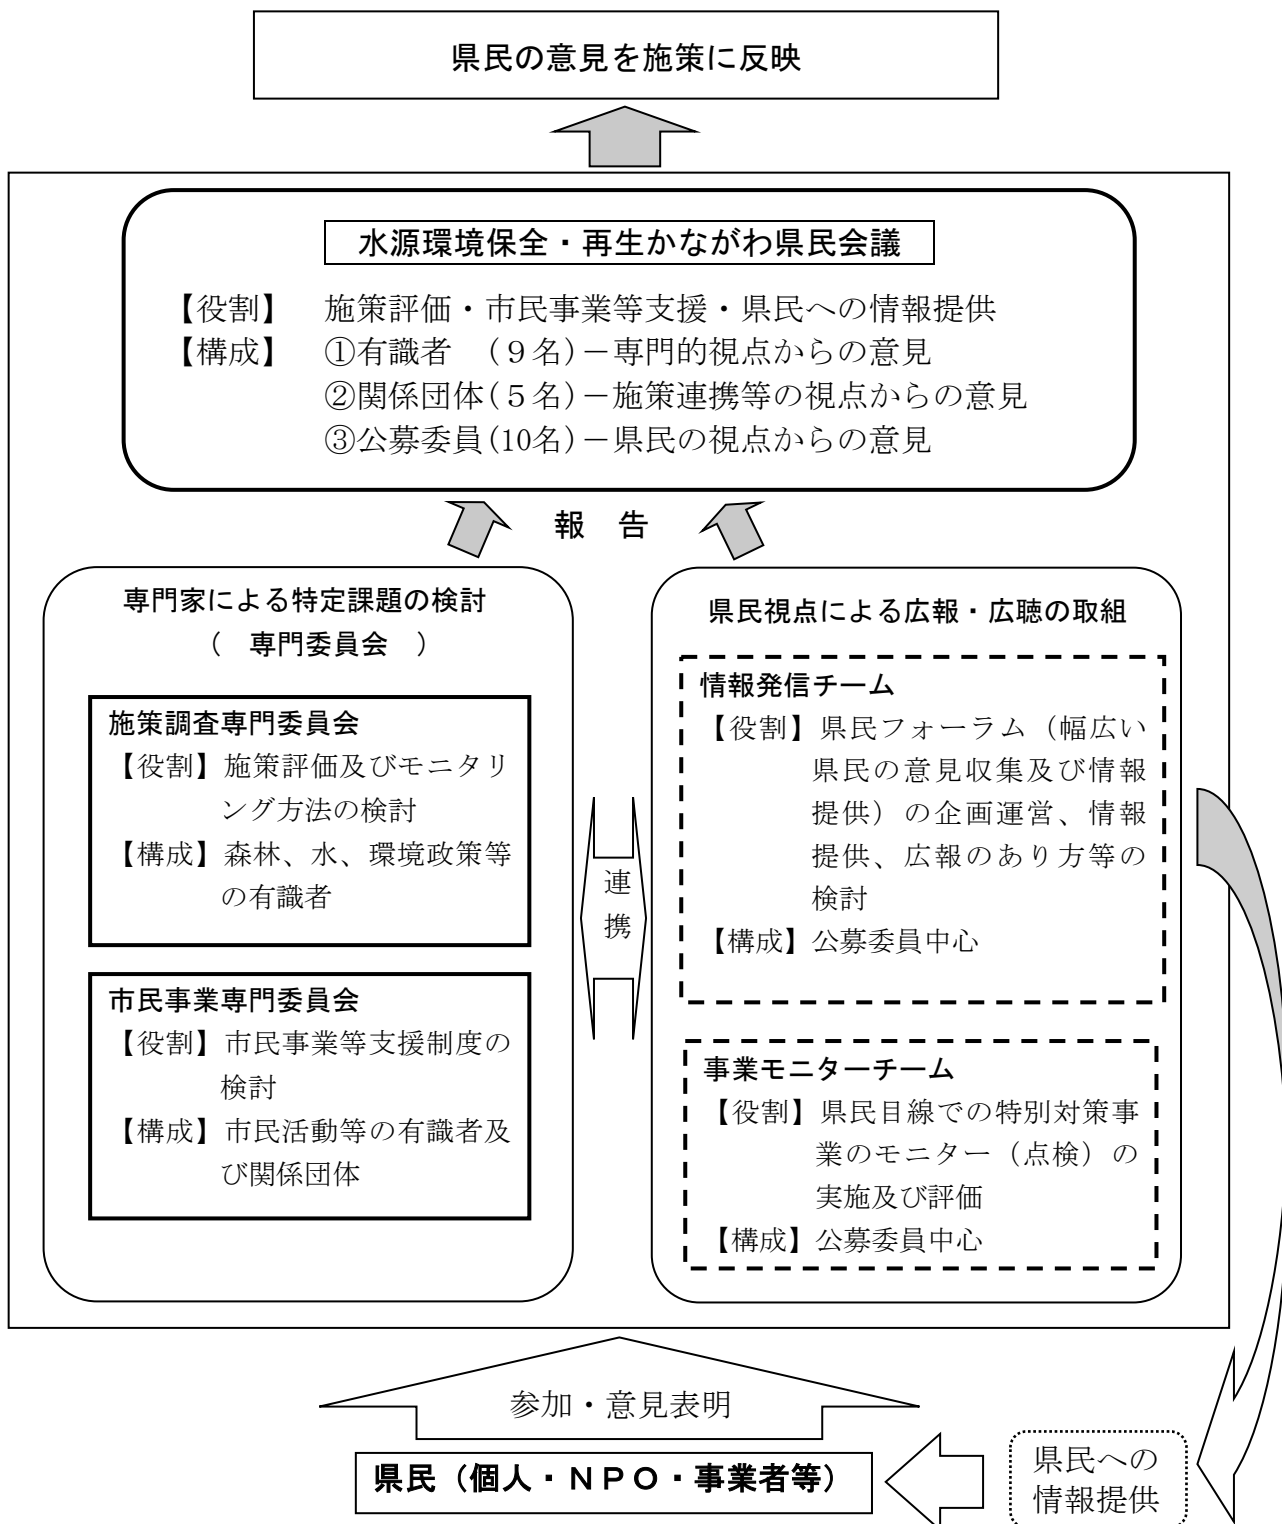 県民の意見を施策に反映
水源環境保全・再生かながわ県民会議
【役割】 施策評価・市民事業等支援・県民への情報提供
【構成】 ①有識者 (９名)－専門的視点からの意見
②関係団体(５名)－施策連携等の視点からの意見
③公募委員(10名)－県民の視点からの意見
報 告
専門家による特定課題の検討
( 専門委員会 )
施策調査専門委員会
【役割】施策評価及びモニタリ
ング方法の検討
【構成】森林、水、環境政策等
の有識者
市民事業専門委員会
【役割】市民事業等支援制度の
検討
【構成】市民活動等の有識者及
び関係団体
連
携
県民視点による広報・広聴の取組
情報発信チーム
【役割】県民フォーラム（幅広い
県民の意見収集及び情報
提供）の企画運営、情報
提供、広報のあり方等の
検討
【構成】公募委員中心
事業モニターチーム
【役割】県民目線での特別対策事
業のモニター（点検）の
実施及び評価
【構成】公募委員中心
参加・意見表明
県民（個人・ＮＰＯ・事業者等）
県民への
情報提供